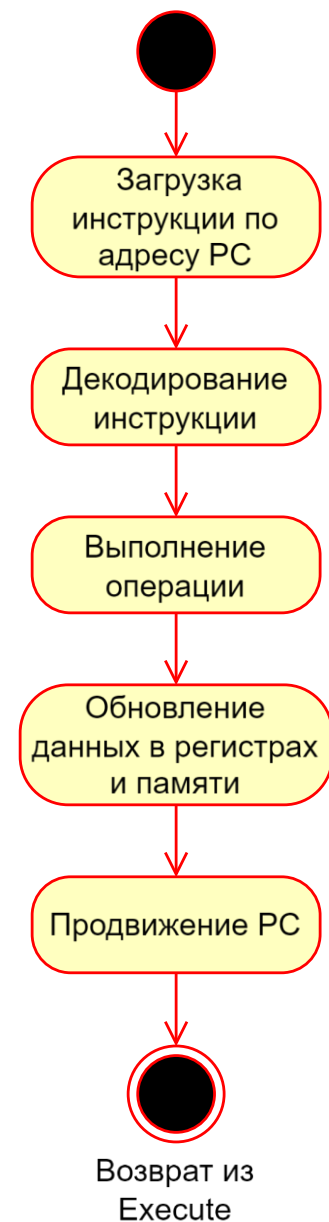 Загрузка
инструкции по
адресу PC
Декодирование
инструкции
Выполнение
операции
Обновление
данных в регистрах
и памяти
Продвижение PC
Возврат из
Execute